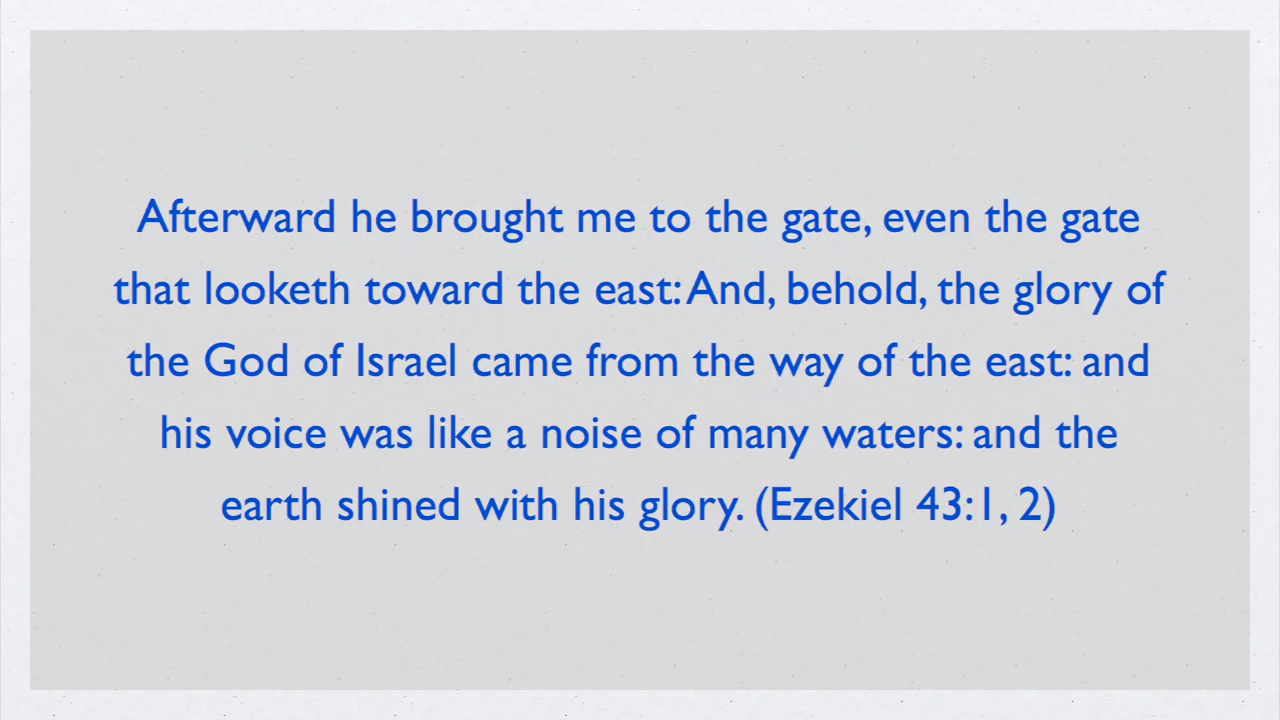 Afterward he brought me to the gate, even the gate
that looketh toward the east: And, behold, the glory of
the God of Israel came from the way of the east: and
his voice was like a noise of many waters: and the
earth shined with his glory. (Ezekiel 43:1, 2)